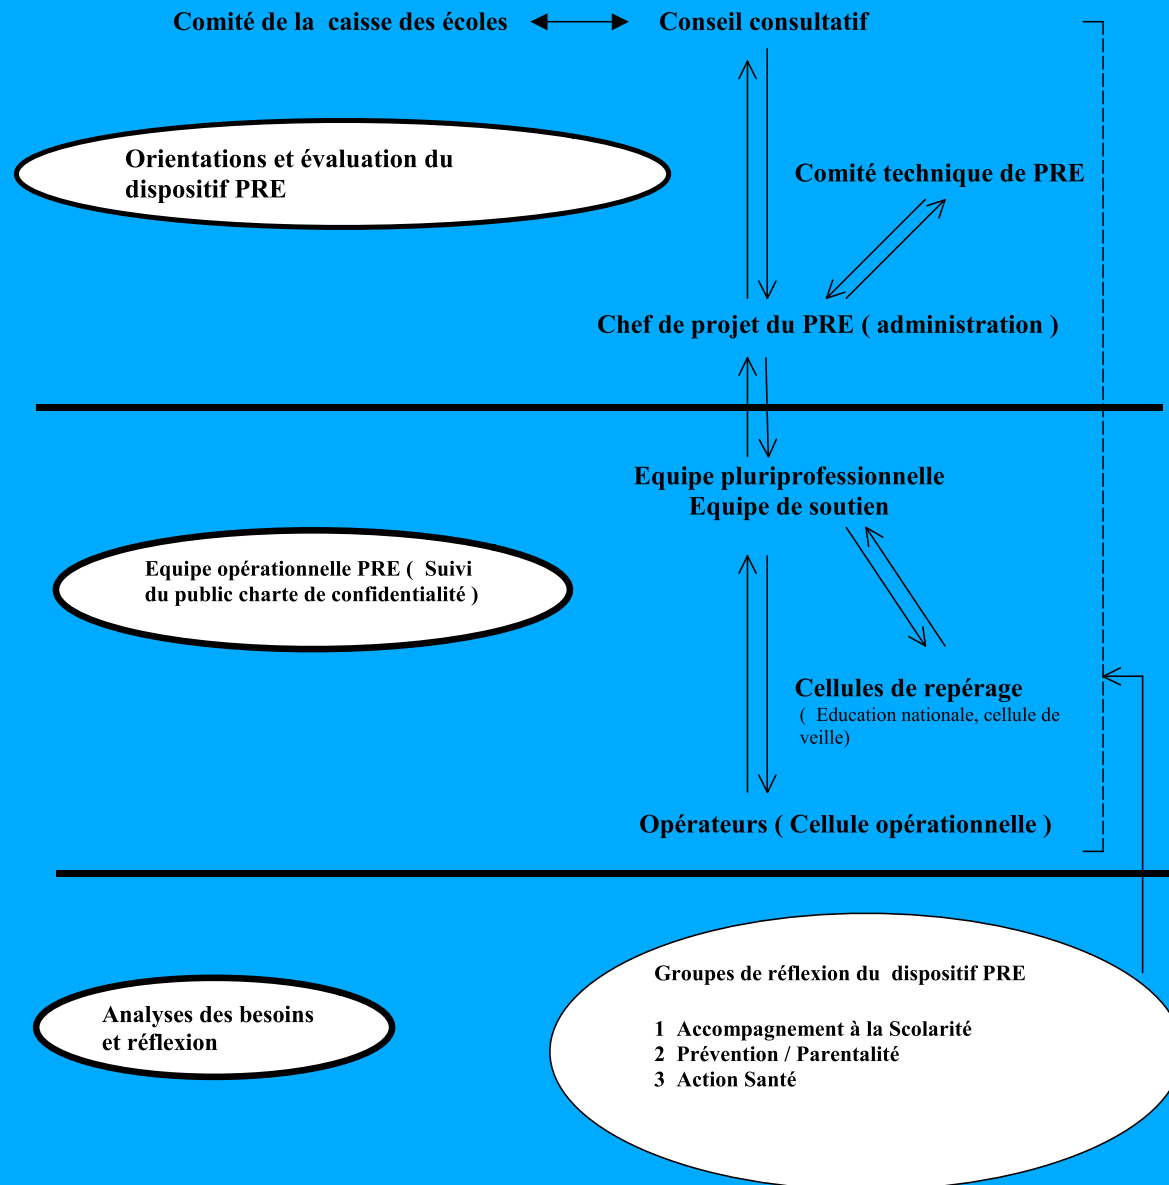 Comité de la caisse des écoles
Conseil consultatif
Orientations et évaluation du
dispositif PRE
Comité technique de PRE
Chef de projet du PRE ( administration )
Equipe pluriprofessionnelle
Equipe de soutien
Equipe opérationnelle PRE ( Suivi
du public charte de confidentialité )
Cellules de repérage
( Education nationale, cellule de
veille)
Opérateurs ( Cellule opérationnelle )
Groupes de réflexion du dispositif PRE
1 Accompagnement à la Scolarité
2 Prévention / Parentalité
3 Action Santé
Analyses des besoins
et réflexion